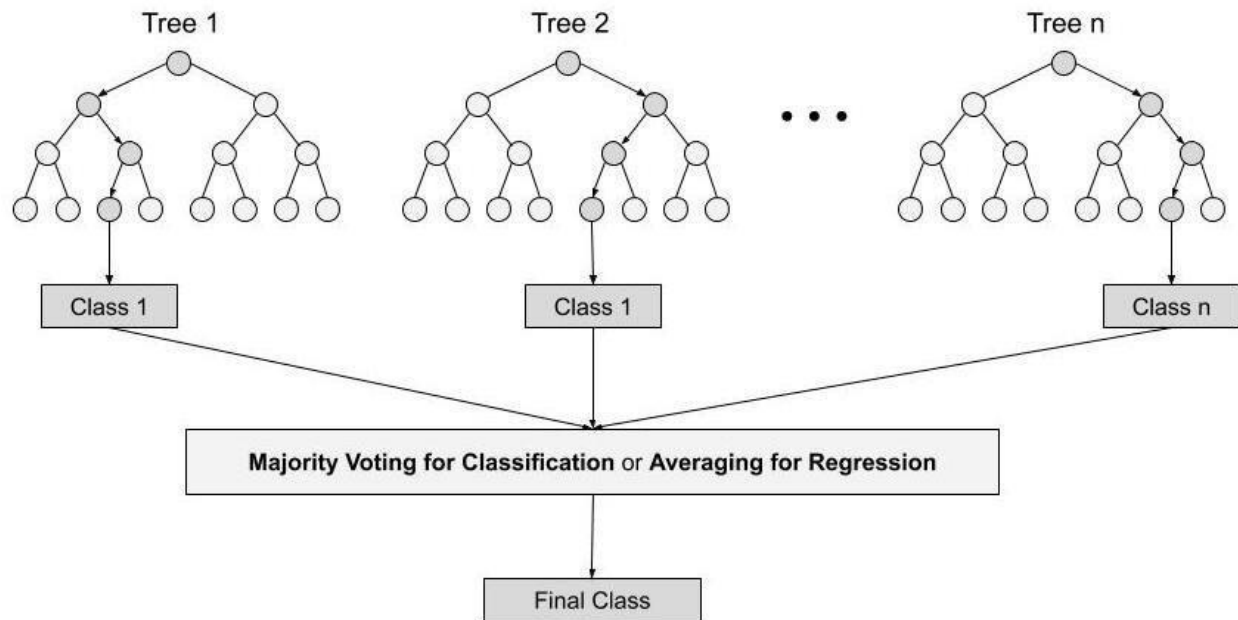 Tree 1
Tree 2
Tree n
Class 1
Class 1
Class n
Majority Voting for Classification or Averaging for Regression
Final Class